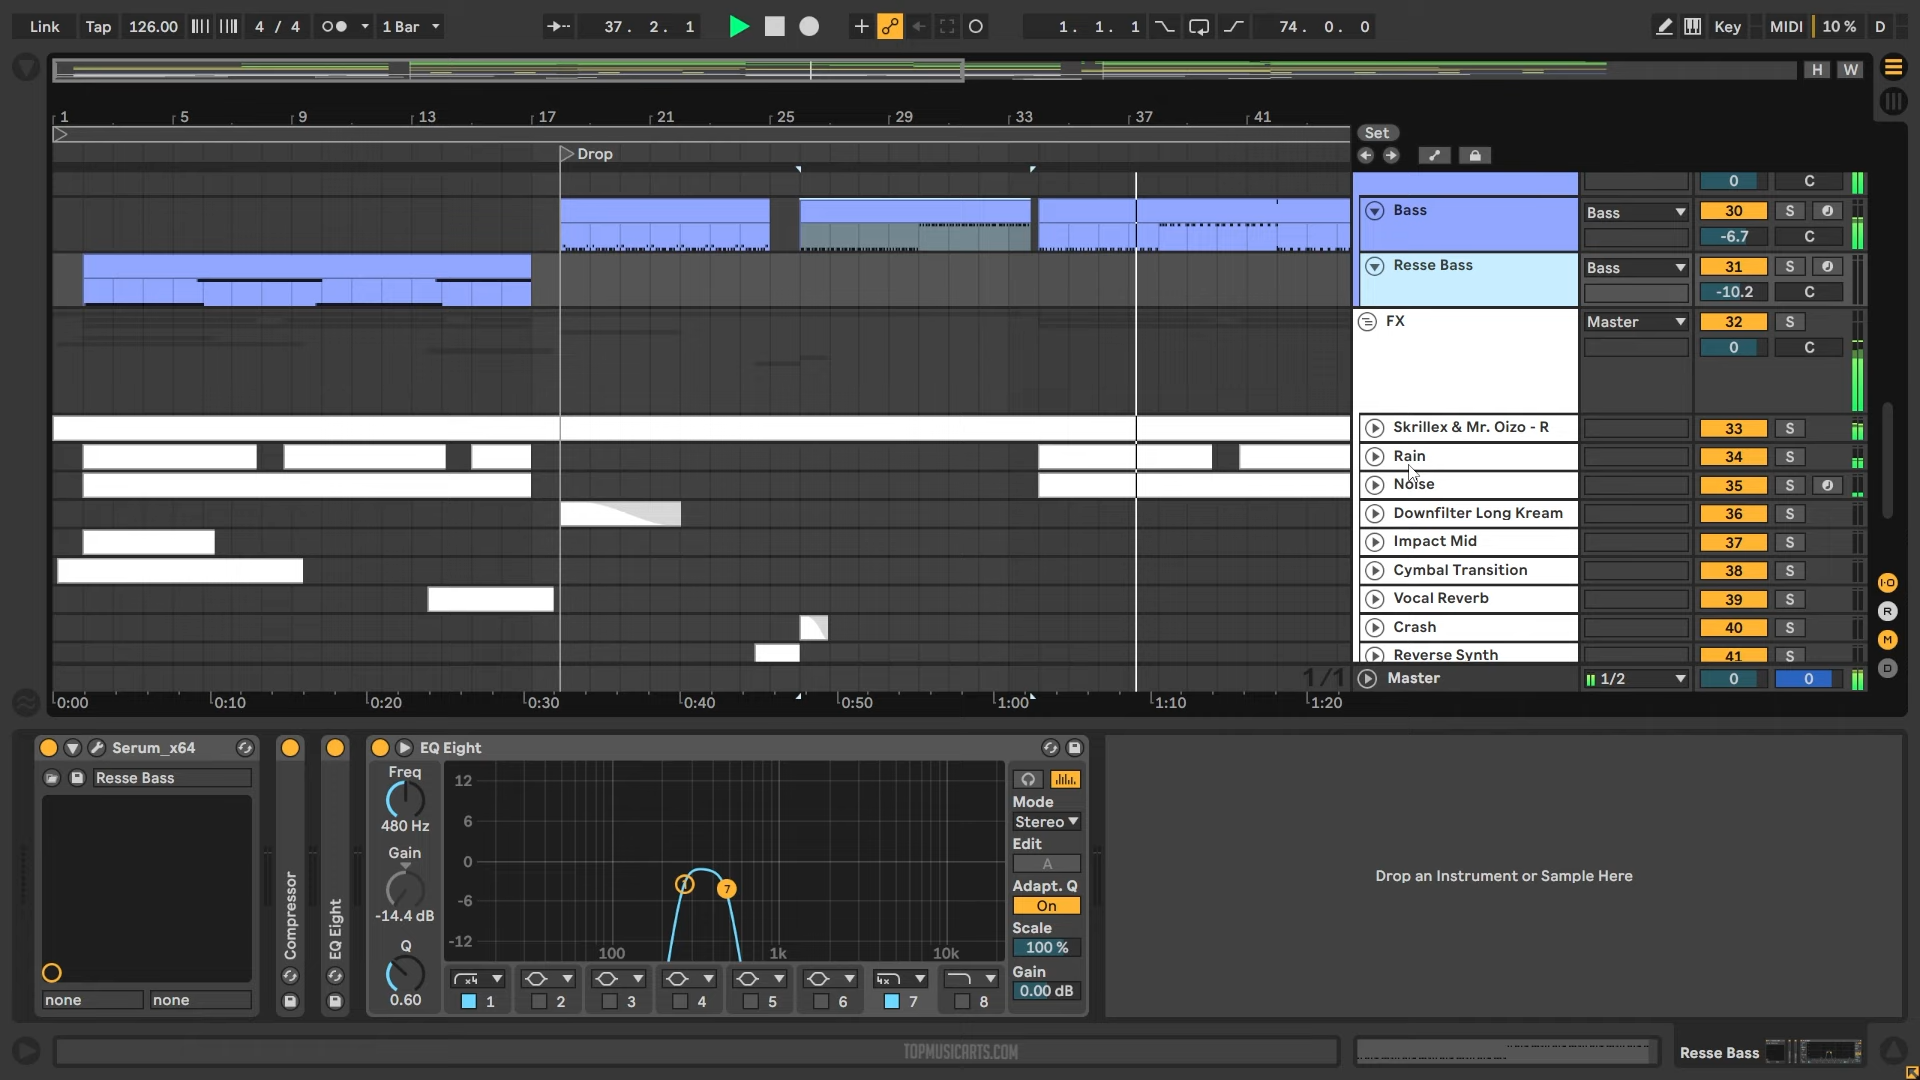 Link Tap 126.00 4 / 4 1 Bar 37. 2. 1 1. 1. 1 74. 0. 0 Key MIDI 10 % D
H W
1 5 9 13 17 21 25 29 33 37 41
Set
Drop
0 C
Bass Bass 30 S
-6.7 C
Resse Bass Bass 31 S
-10.2 C
FX Master 32 S
0 C
Skrillex & Mr. Oizo - R 33 S
Rain 34 S
Noise 35 S
Downfilter Long Kream 36 S
Impact Mid 37 S
Cymbal Transition 38 S
Vocal Reverb 39 S
Crash 40 S
Reverse Synth 41 S
1/1
Master 1/2 0 0
I·O
R
M
D
0:00 0:10 0:20 0:30 0:40 0:50 1:00 1:10 1:20
Serum_x64
Resse Bass
none none
Compressor
EQ Eight
EQ Eight
Freq
480 Hz
Gain
-14.4 dB
Q
0.60
12
6
0
-6
-12
100 1k 10k
1 7
x4 4x
1 2 3 4 5 6 7 8
Mode
Stereo
Edit
A
Adapt. Q
On
Scale
100 %
Gain
0.00 dB
Drop an Instrument or Sample Here
TOPMUSICARTS.COM
Resse Bass